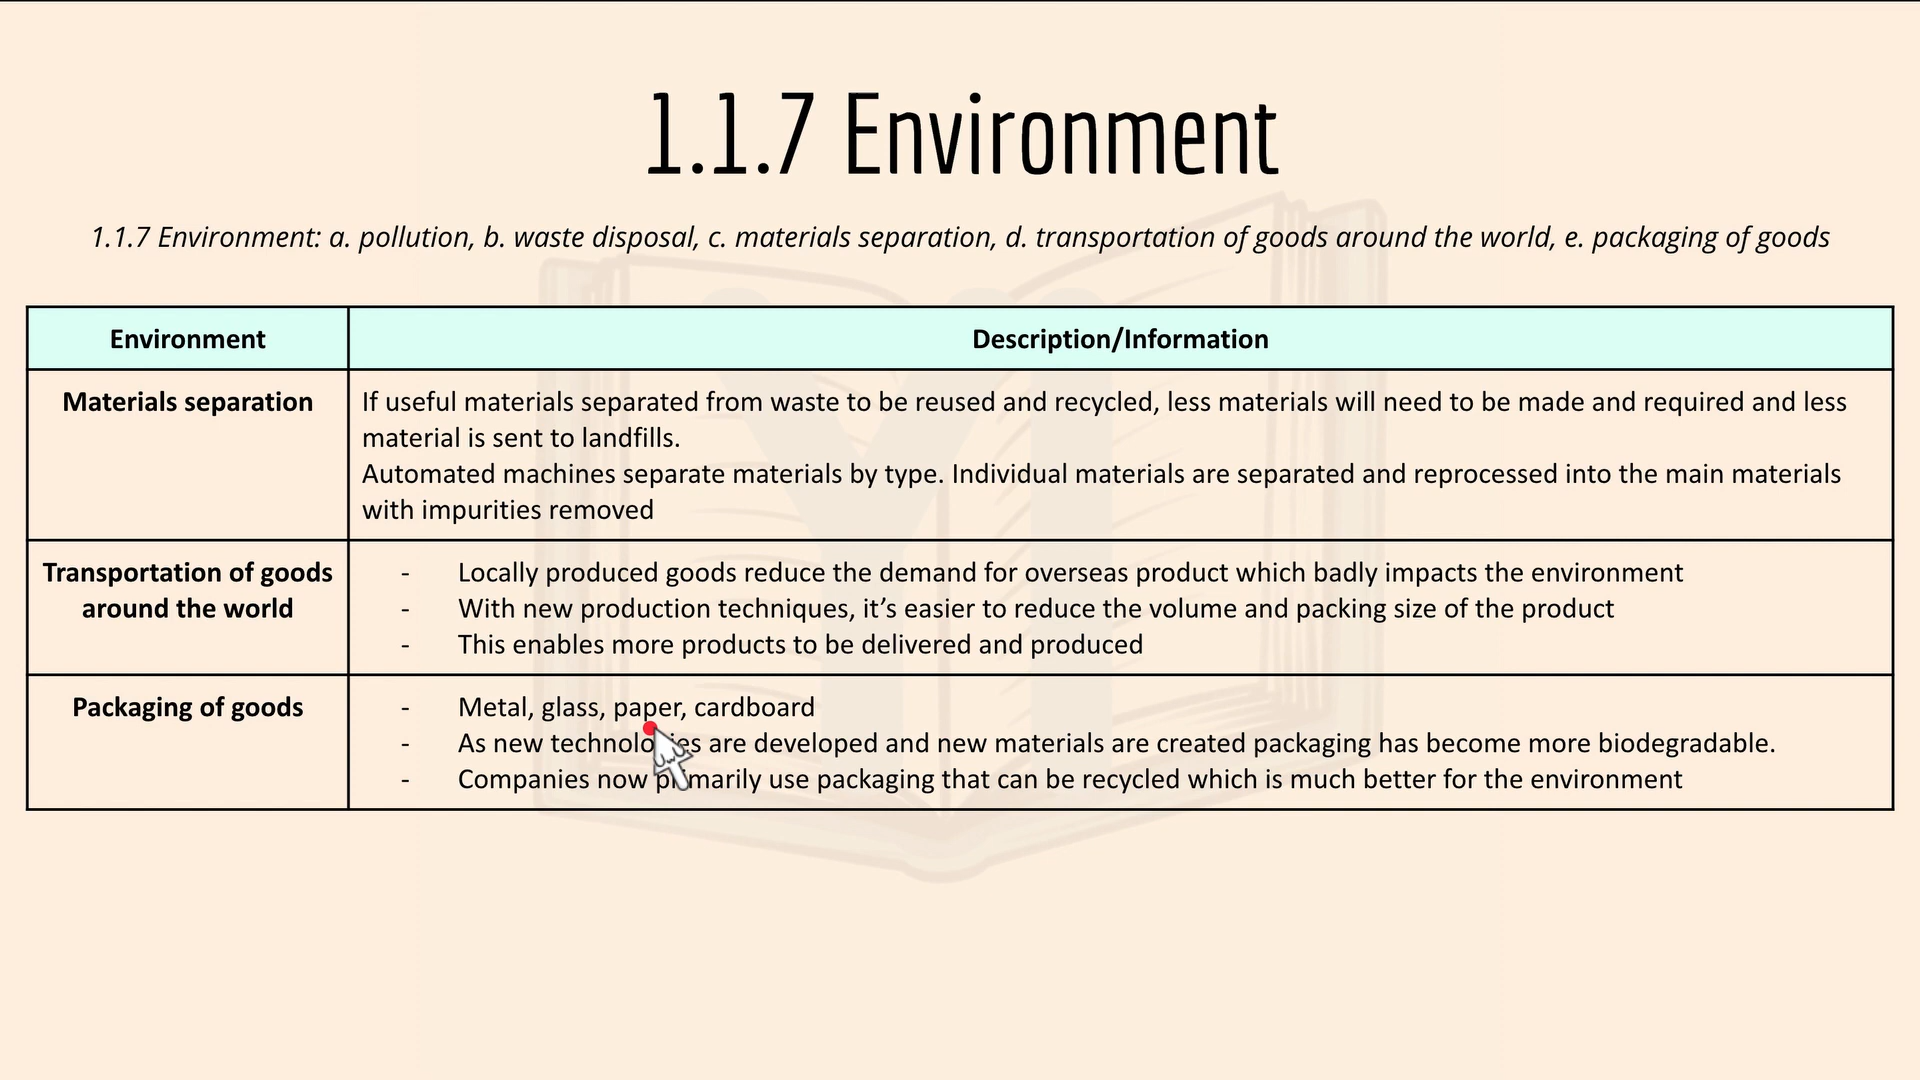 1.1.7 Environment
1.1.7 Environment: a. pollution, b. waste disposal, c. materials separation, d. transportation of goods around the world, e. packaging of goods
Environment
Description/Information
Materials separation
If useful materials separated from waste to be reused and recycled, less materials will need to be made and required and less
material is sent to landfills.
Automated machines separate materials by type. Individual materials are separated and reprocessed into the main materials
with impurities removed
Transportation of goods
around the world
- Locally produced goods reduce the demand for overseas product which badly impacts the environment
- With new production techniques, it’s easier to reduce the volume and packing size of the product
- This enables more products to be delivered and produced
Packaging of goods
- Metal, glass, paper, cardboard
- As new technologies are developed and new materials are created packaging has become more biodegradable.
- Companies now primarily use packaging that can be recycled which is much better for the environment